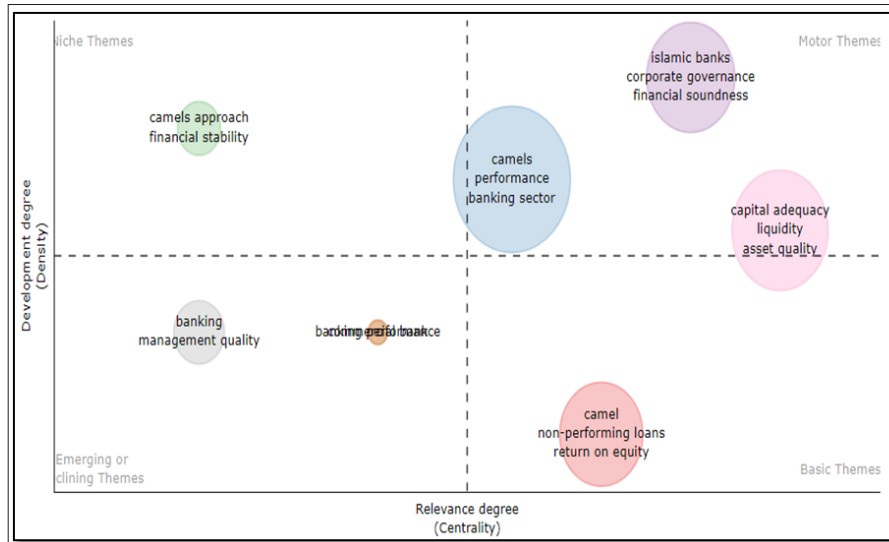 Niche Themes
Motor Themes
islamic banks
corporate governance
financial soundness
camels approach
financial stability
camels
performance
banking sector
capital adequacy
liquidity
asset quality
banking
management quality
camel
non-performing loans
return on equity
Emerging or
clining Themes
Basic Themes
Development degree
(Density)
Relevance degree
(Centrality)